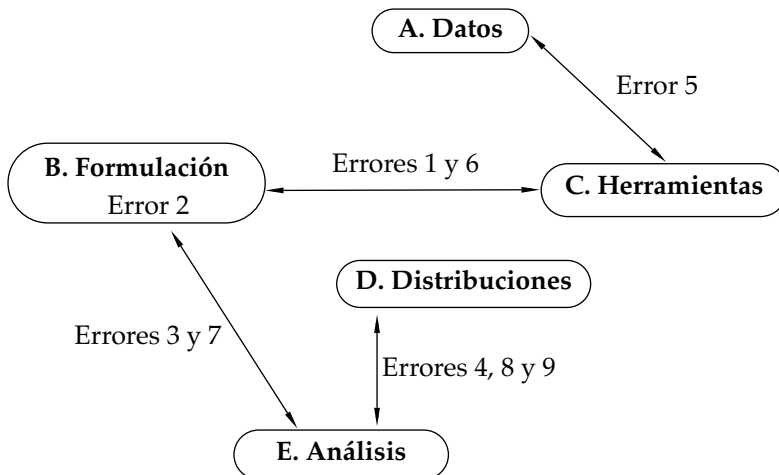 A. Datos
Error 5
B. Formulación
Error 2
Errores 1 y 6
C. Herramientas
D. Distribuciones
Errores 3 y 7
Errores 4, 8 y 9
E. Análisis